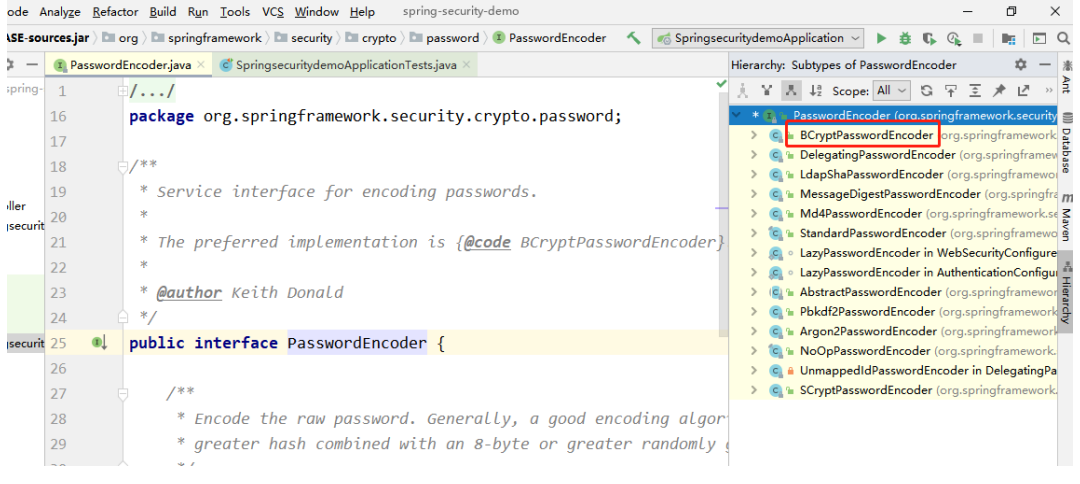 ode Analyze Refactor Build Run Tools VCS Window Help spring-security-demo
ASE-sources.jar org springframework security crypto password PasswordEncoder SpringsecuritydemoApplication
PasswordEncoder.java SpringsecuritydemoApplicationTests.java
Hierarchy: Subtypes of PasswordEncoder
Scope: All
spring-
ller
securit
gsecurit
1 /.../
16 package org.springframework.security.crypto.password;
17
18 /**
19 * Service interface for encoding passwords.
20 *
21 * The preferred implementation is {@code BCryptPasswordEncoder}
22 *
23 * @author Keith Donald
24 */
25 public interface PasswordEncoder {
26
27 /**
28 * Encode the raw password. Generally, a good encoding algor
29 * greater hash combined with an 8-byte or greater randomly
* PasswordEncoder (org.springframework.security
BCryptPasswordEncoder (org.springframework
DelegatingPasswordEncoder (org.springframew
LdapShaPasswordEncoder (org.springframewo
MessageDigestPasswordEncoder (org.springfra
Md4PasswordEncoder (org.springframework.se
StandardPasswordEncoder (org.springframewo
LazyPasswordEncoder in WebSecurityConfigure
LazyPasswordEncoder in AuthenticationConfigu
AbstractPasswordEncoder (org.springframewor
Pbkdf2PasswordEncoder (org.springframework
Argon2PasswordEncoder (org.springframework
NoOpPasswordEncoder (org.springframework.
UnmappedIdPasswordEncoder in DelegatingPa
SCryptPasswordEncoder (org.springframework.
Ant
Database
m Maven
Hierarchy